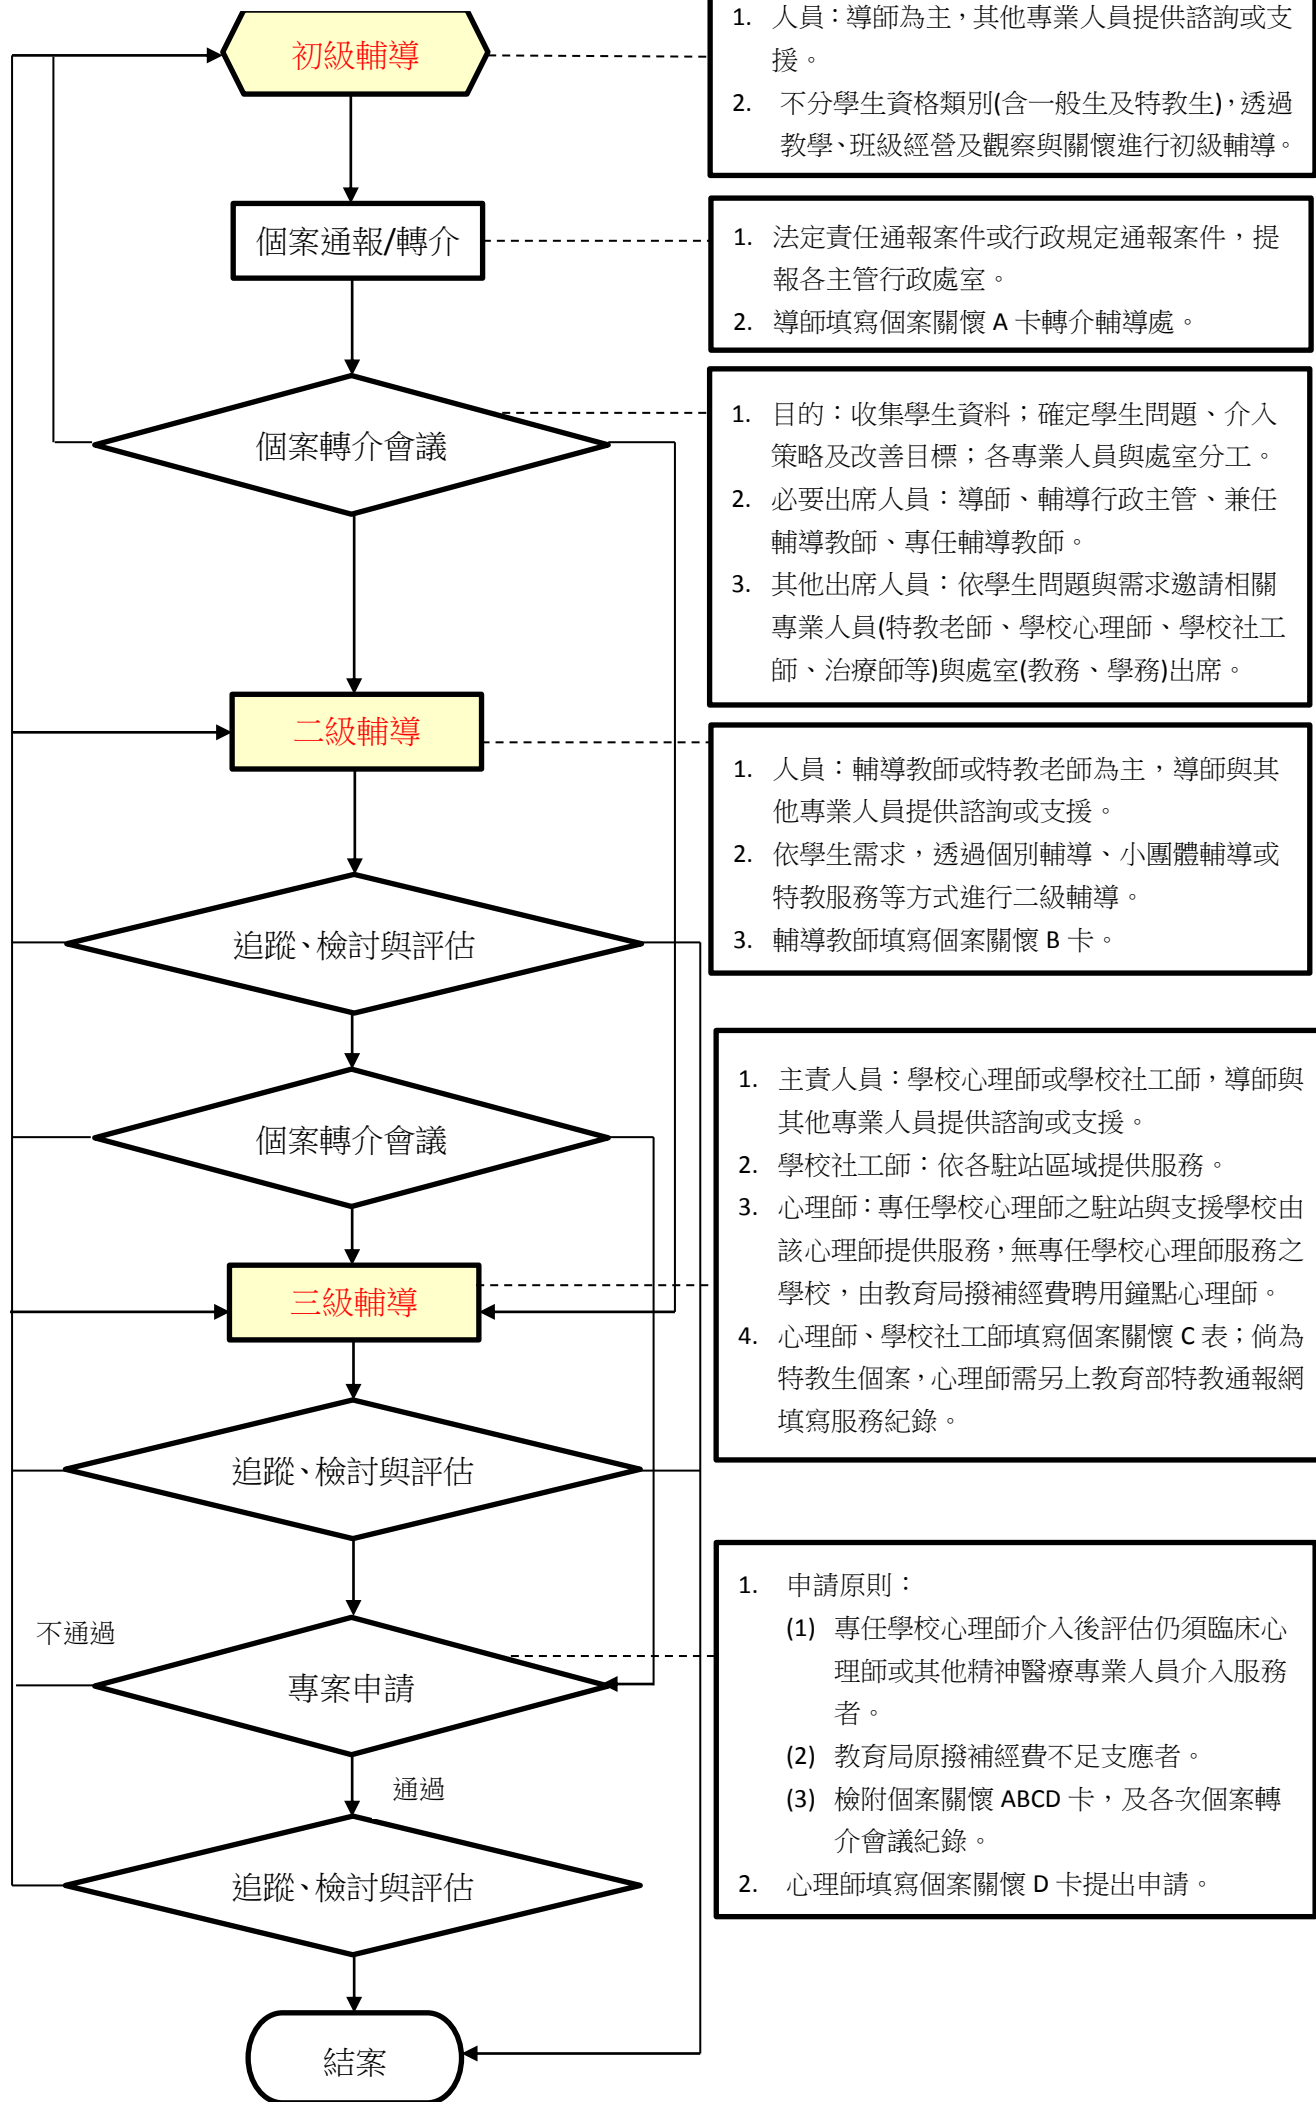 初級輔導
1. 人員：導師為主，其他專業人員提供諮詢或支
援。
2. 不分學生資格類別(含一般生及特教生)，透過
教學、班級經營及觀察與關懷進行初級輔導。
個案通報/轉介
1. 法定責任通報案件或行政規定通報案件，提
報各主管行政處室。
2. 導師填寫個案關懷 A 卡轉介輔導處。
個案轉介會議
1. 目的：收集學生資料；確定學生問題、介入
策略及改善目標；各專業人員與處室分工。
2. 必要出席人員：導師、輔導行政主管、兼任
輔導教師、專任輔導教師。
3. 其他出席人員：依學生問題與需求邀請相關
專業人員(特教老師、學校心理師、學校社工
師、治療師等)與處室(教務、學務)出席。
二級輔導
1. 人員：輔導教師或特教老師為主，導師與其
他專業人員提供諮詢或支援。
2. 依學生需求，透過個別輔導、小團體輔導或
特教服務等方式進行二級輔導。
3. 輔導教師填寫個案關懷 B 卡。
追蹤、檢討與評估
個案轉介會議
1. 主責人員：學校心理師或學校社工師，導師與
其他專業人員提供諮詢或支援。
2. 學校社工師：依各駐站區域提供服務。
3. 心理師：專任學校心理師之駐站與支援學校由
該心理師提供服務，無專任學校心理師服務之
學校，由教育局撥補經費聘用鐘點心理師。
4. 心理師、學校社工師填寫個案關懷 C 表；倘為
特教生個案，心理師需另上教育部特教通報網
填寫服務紀錄。
三級輔導
追蹤、檢討與評估
不通過
專案申請
通過
1. 申請原則：
(1) 專任學校心理師介入後評估仍須臨床心
理師或其他精神醫療專業人員介入服務
者。
(2) 教育局原撥補經費不足支應者。
(3) 檢附個案關懷 ABCD 卡，及各次個案轉
介會議紀錄。
2. 心理師填寫個案關懷 D 卡提出申請。
追蹤、檢討與評估
結案